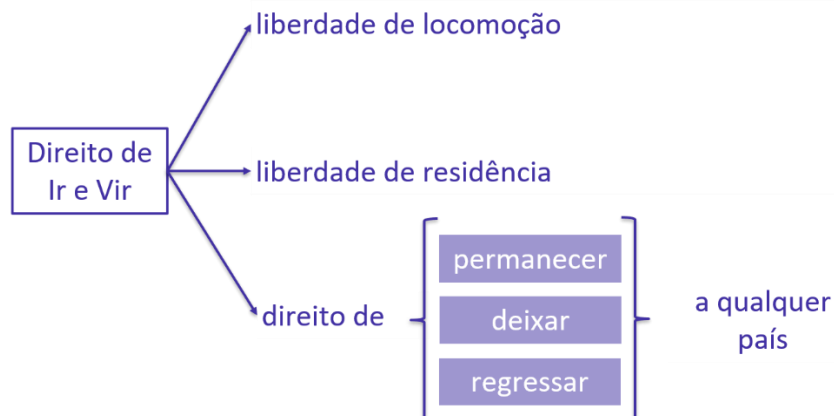 liberdade de locomoção
Direito de
Ir e Vir
liberdade de residência
direito de
permanecer
deixar
regressar
a qualquer
país